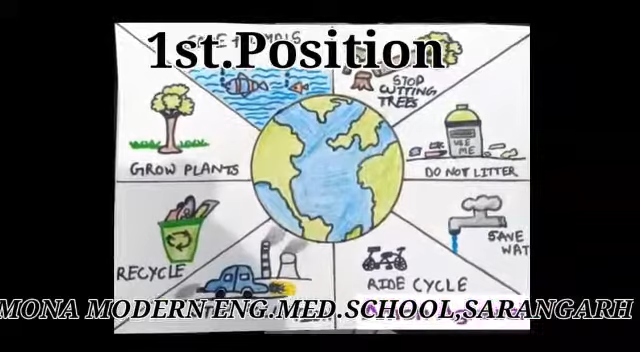 1st.Position
STOP
CUTTING
TREES
GROW PLANTS
USE
ME
DO NOT LITTER
SAVE
WAT
RECYCLE
RIDE CYCLE
MONA MODERN ENG.MED.SCHOOL,SARANGARH